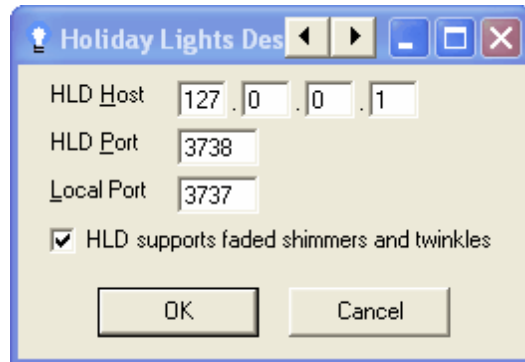 Holiday Lights Des
HLD Host 127 . 0 . 0 . 1
HLD Port 3738
Local Port 3737
HLD supports faded shimmers and twinkles
OK Cancel